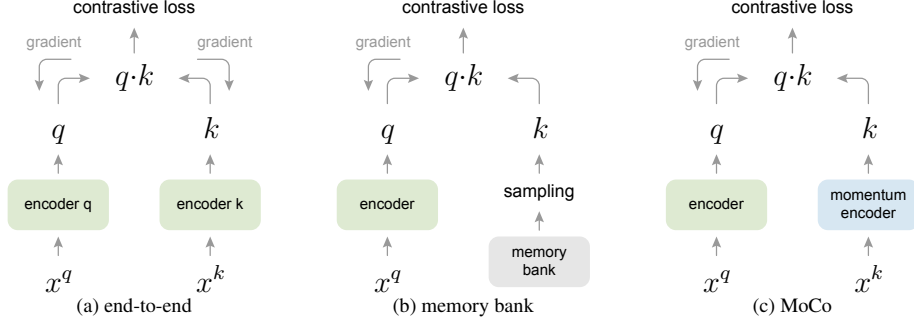 contrastive loss
gradient gradient
q·k
q k
encoder q encoder k
x^q x^k
(a) end-to-end
contrastive loss
gradient
q·k
q k
sampling
encoder
memory
bank
x^q
(b) memory bank
contrastive loss
gradient
q·k
q k
encoder
momentum
encoder
x^q x^k
(c) MoCo